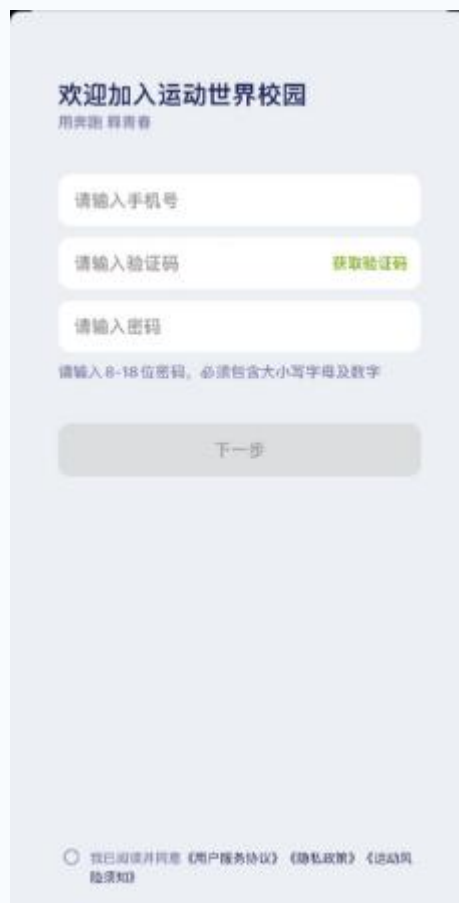 欢迎加入运动世界校园
用奔跑 释青春
请输入手机号
请输入验证码
获取验证码
请输入密码
请输入 8-18 位密码，必须包含大小写字母及数字
下一步
我已阅读并同意《用户服务协议》《隐私政策》《运动风
险须知》